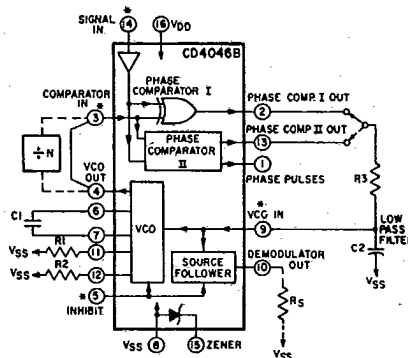 *
SIGNAL
IN.
14
16
VDD
CD4046B
COMPARATOR
IN
*
3
PHASE
COMPARATOR I
2
PHASE COMP. I OUT
÷N
PHASE
COMPARATOR
II
13
PHASE COMP II OUT
1
PHASE PULSES
VCO
OUT
4
R3
C1
6
7
VCO
*
VCO IN
9
LOW
PASS
FILTER
VSS
R1
11
VSS
R2
12
SOURCE
FOLLOWER
DEMODULATOR
OUT
10
C2
VSS
*
5
INHIBIT
RS
VSS
8
15
ZENER
VSS